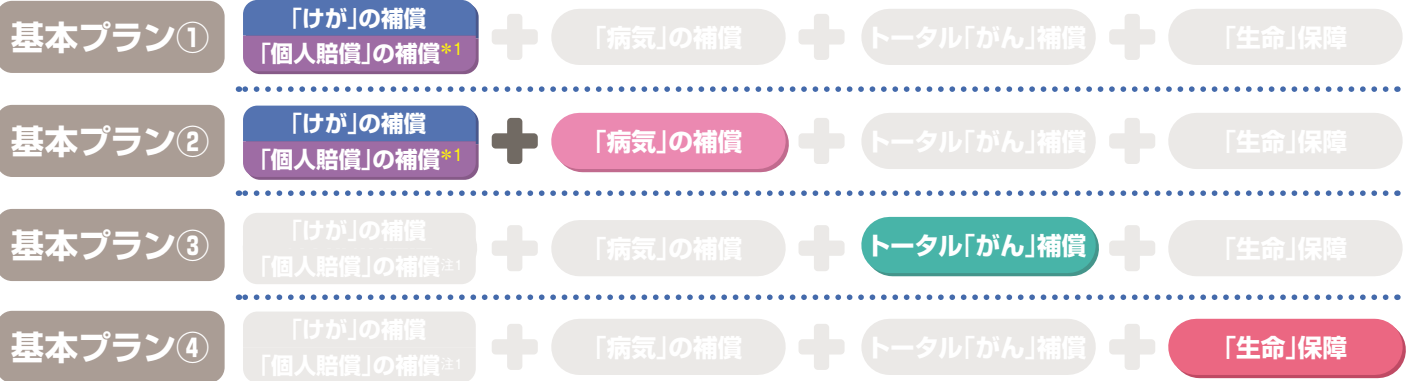 基本プラン①
「けが」の補償
「個人賠償」の補償*1
「病気」の補償
トータル「がん」補償
「生命」保障
基本プラン②
「けが」の補償
「個人賠償」の補償*1
「病気」の補償
トータル「がん」補償
「生命」保障
基本プラン③
「けが」の補償
「個人賠償」の補償注1
「病気」の補償
トータル「がん」補償
「生命」保障
基本プラン④
「けが」の補償
「個人賠償」の補償注1
「病気」の補償
トータル「がん」補償
「生命」保障